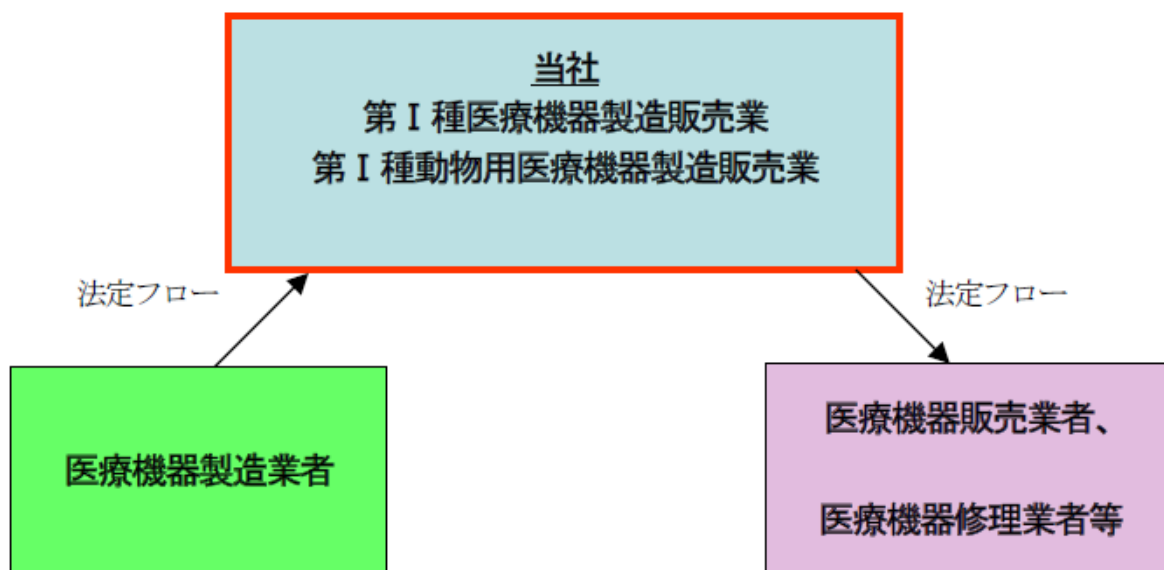 当社
第Ⅰ種医療機器製造販売業
第Ⅰ種動物用医療機器製造販売業
法定フロー
法定フロー
医療機器製造業者
医療機器販売業者、
医療機器修理業者等